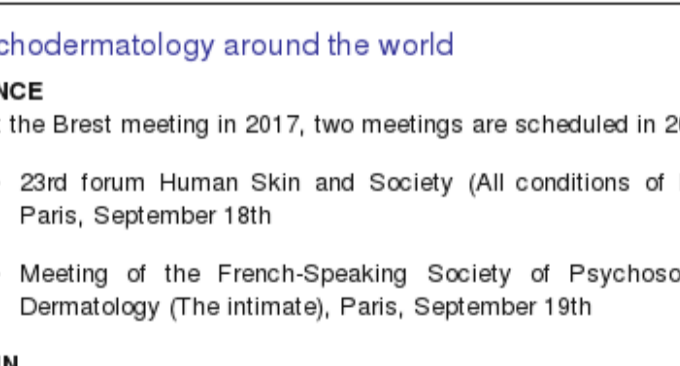 chodermatology around the world
NCE
the Brest meeting in 2017, two meetings are scheduled in 2
23rd forum Human Skin and Society (All conditions of
Paris, September 18th
Meeting of the French-Speaking Society of Psychoso
Dermatology (The intimate), Paris, September 19th
IN